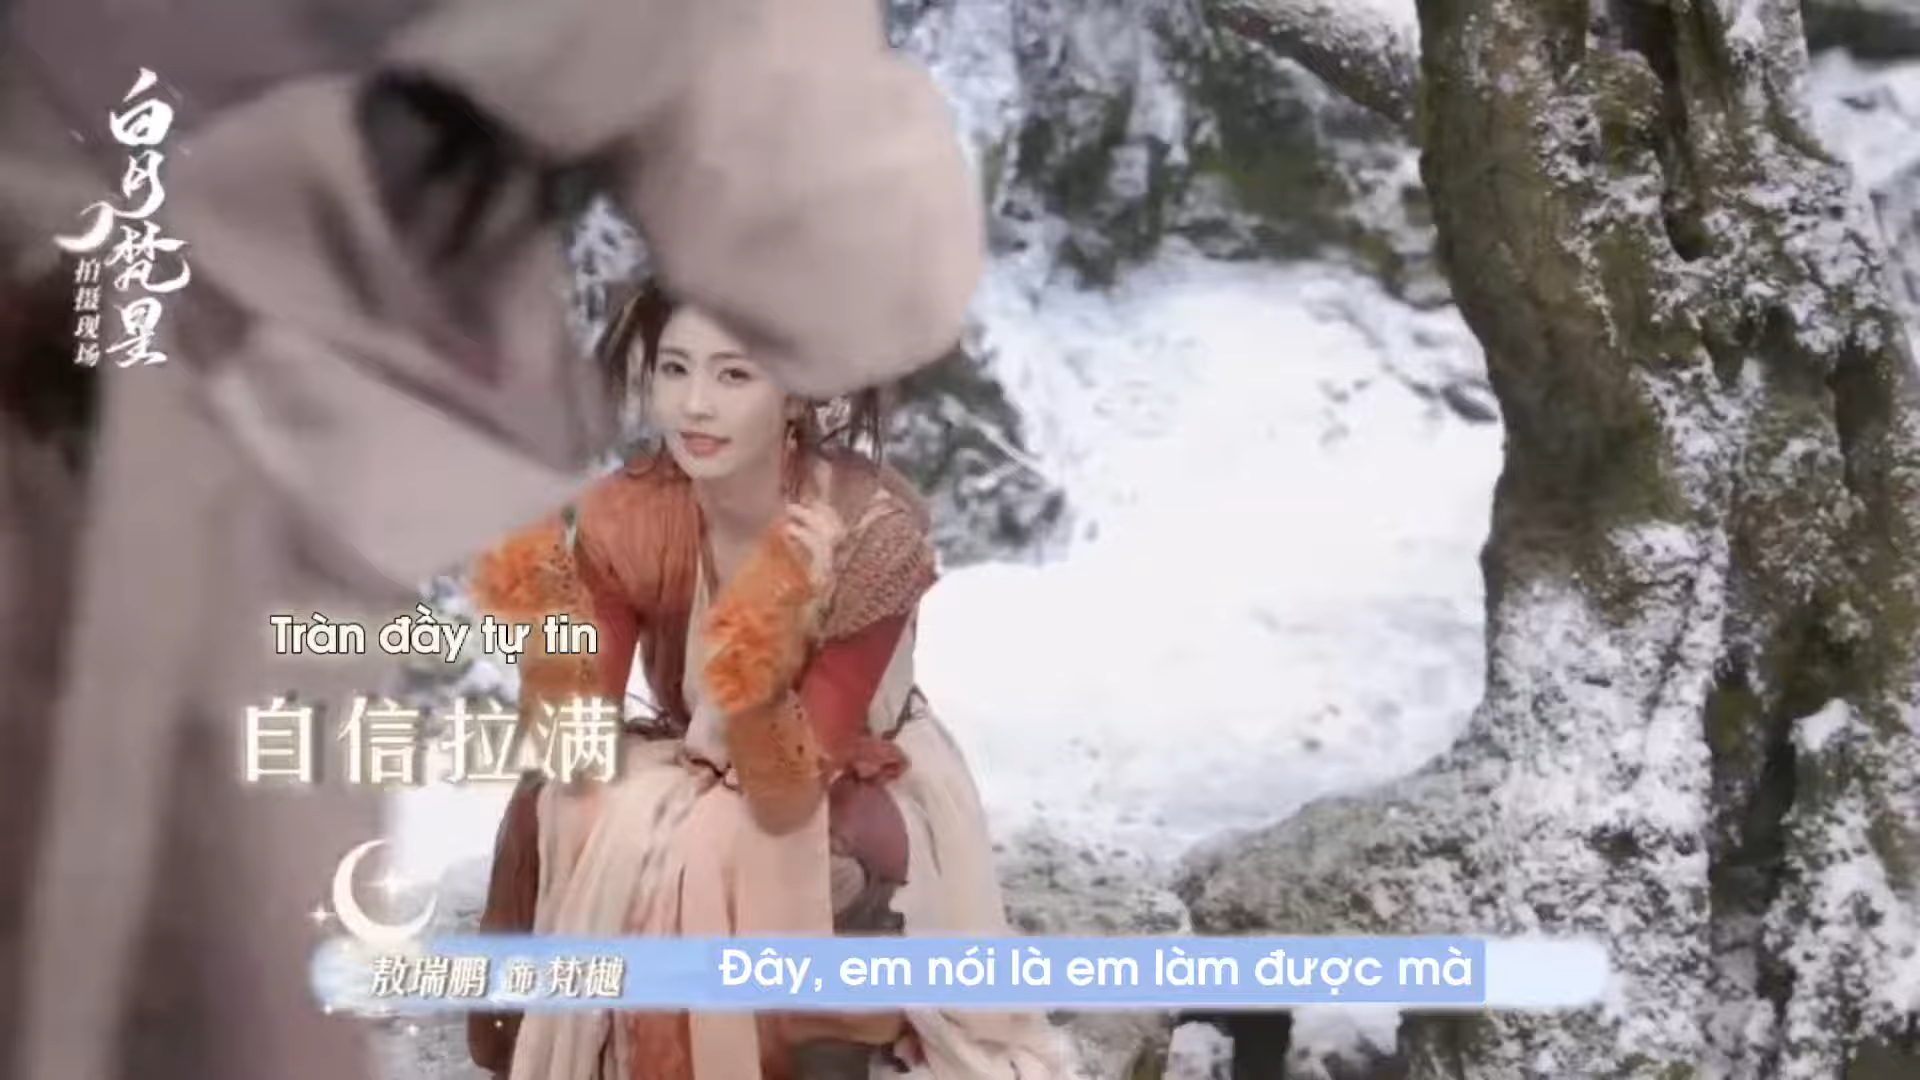 白月梵星
拍摄现场
Tràn đầy tự tin
自信拉满
敖瑞鹏 饰 梵樾
Đây, em nói là em làm được mà